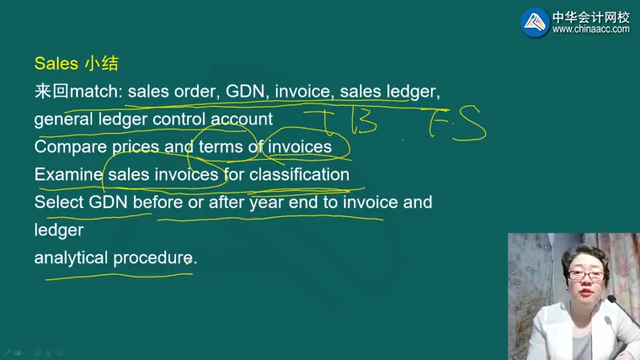 中华会计网校
www.chinaacc.com
Sales 小结
来回match: sales order, GDN, invoice, sales ledger,
general ledger control account
TB . F.S
Compare prices and terms of invoices
Examine sales invoices for classification
Select GDN before or after year end to invoice and
ledger
analytical procedure.